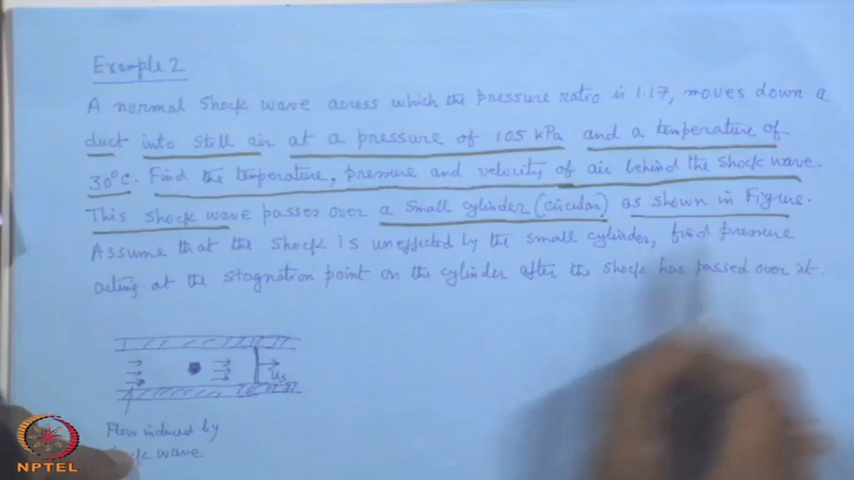 Example 2
A normal shock wave across which the pressure ratio is 1.17, moves down a
duct into still air at a pressure of 105 kPa and a temperature of
30°C. Find the temperature, pressure and velocity of air behind the shock wave.
This shock wave passes over a small cylinder (circular) as shown in Figure.
Assume that the shock is uneffected by the small cylinder, find pressure
acting at the stagnation point on the cylinder after the shock has passed over it.
Us
Flow induced by
wave
NPTEL